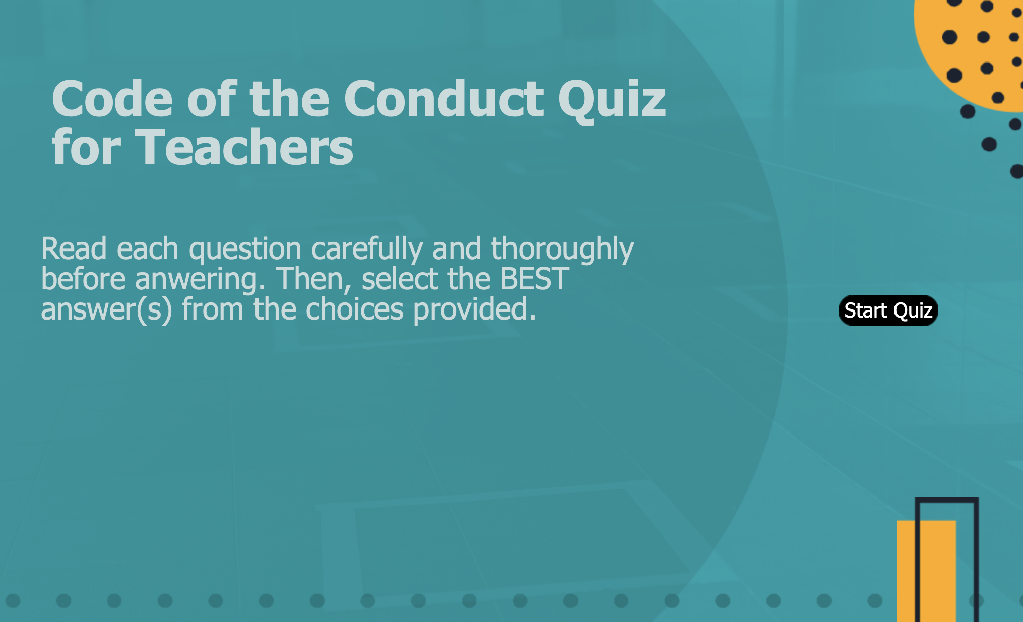 Code of the Conduct Quiz
for Teachers
Read each question carefully and thoroughly
before anwering. Then, select the BEST
answer(s) from the choices provided.
Start Quiz